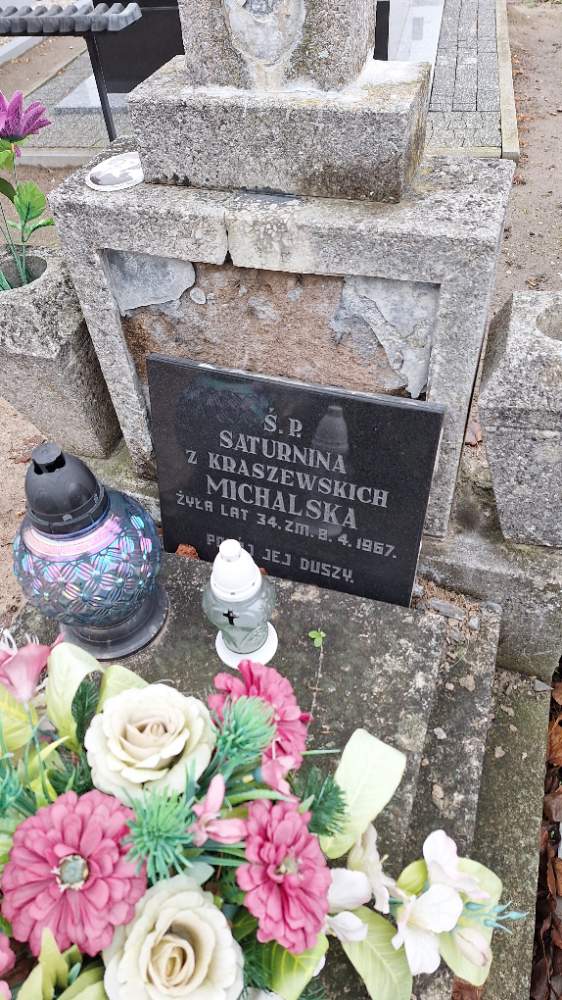 Ś. P.
SATURNINA
Z KRASZEWSKICH
MICHALSKA
ŻYŁA LAT 34. ZM. 8. 4. 1967.
JEJ DUSZY.